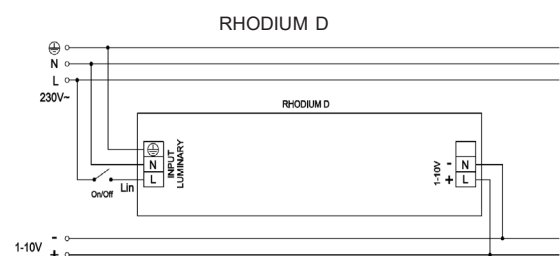 RHODIUM D
⏚
N
L
230V~
RHODIUM D
⏚
N
L
INPUT
LUMINARY
On/Off
Lin
1-10V
-
+
N
L
1-10V
-
+